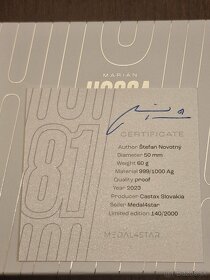 MARIAN
HOSSA
81
CERTIFICATE
Author Štefan Novotný
Diameter 50 mm
Weight 60 g
Material 999/1000 Ag
Quality proof
Year 2023
Producer Castax Slovakia
Seller Medal4star
Limited edition 140/2000
MEDAL4STAR